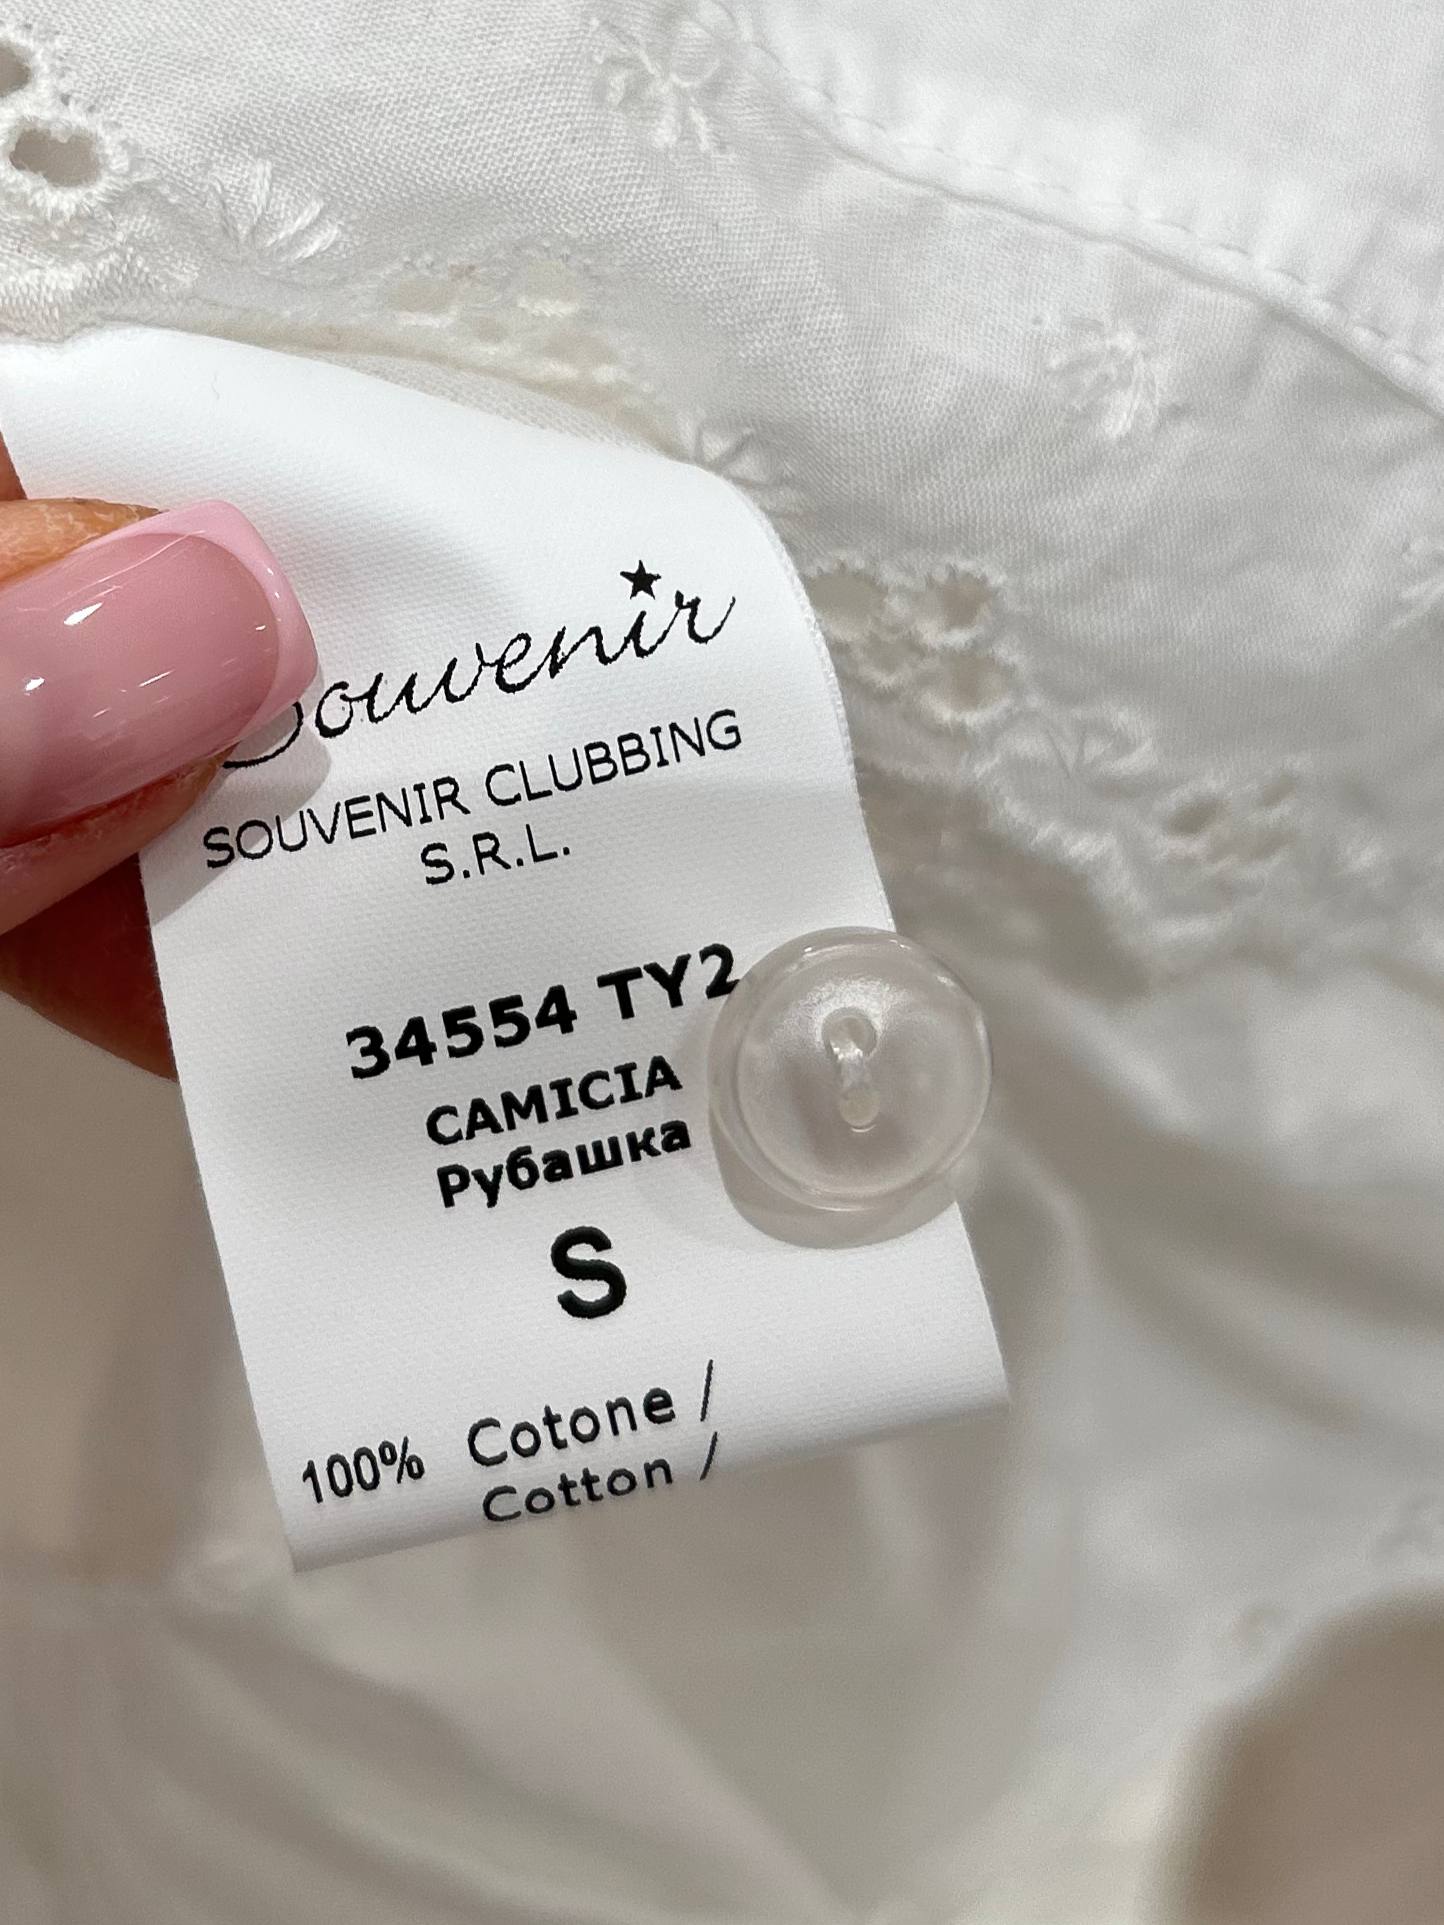 Souvenir
SOUVENIR CLUBBING
S.R.L.
34554 TY2
CAMICIA
Рубашка
S
100% Cotone /
Cotton /